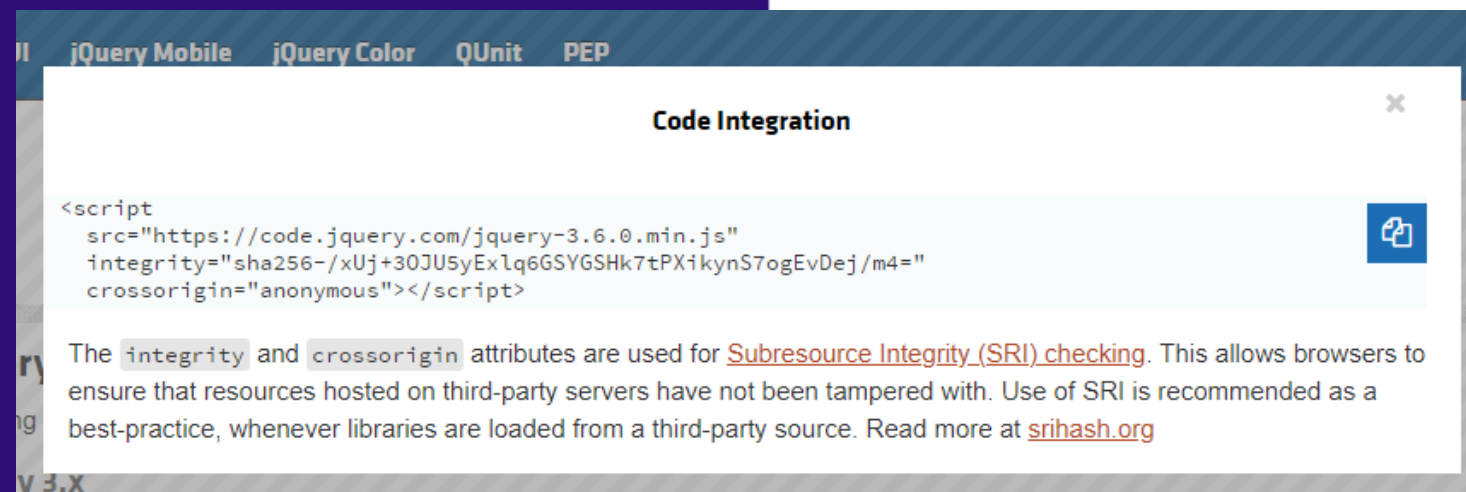 UI jQuery Mobile jQuery Color QUnit PEP
Code Integration
×
<script
src="https://code.jquery.com/jquery-3.6.0.min.js"
integrity="sha256-/xUj+3OJU5yExlq6GSYGSHk7tPXikynS7ogEvDej/m4="
crossorigin="anonymous"></script>
The integrity and crossorigin attributes are used for Subresource Integrity (SRI) checking. This allows browsers to
ensure that resources hosted on third-party servers have not been tampered with. Use of SRI is recommended as a
best-practice, whenever libraries are loaded from a third-party source. Read more at srihash.org
ry
ng
y 3.x